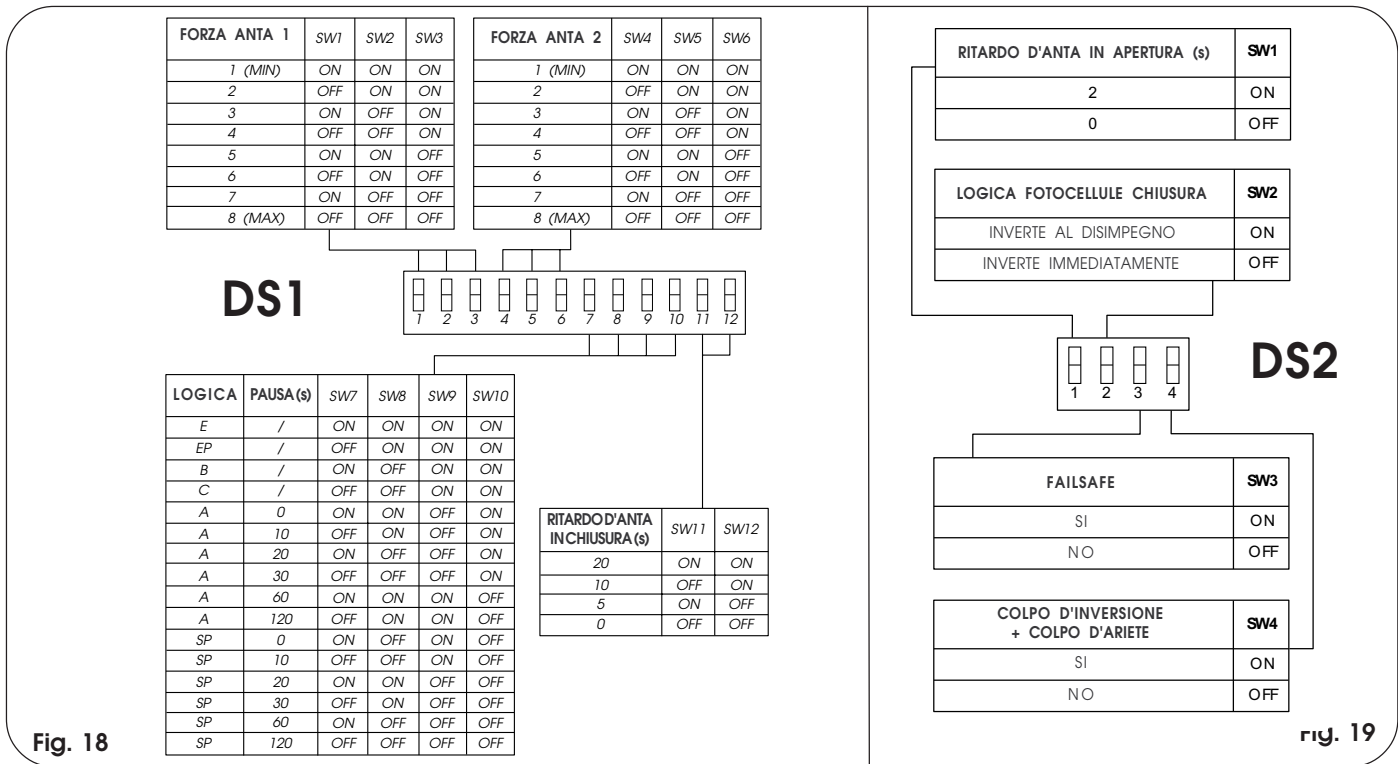 FORZA ANTA 1 SW1 SW2 SW3
1 (MIN) ON ON ON
2 OFF ON ON
3 ON OFF ON
4 OFF OFF ON
5 ON ON OFF
6 OFF ON OFF
7 ON OFF OFF
8 (MAX) OFF OFF OFF
FORZA ANTA 2 SW4 SW5 SW6
1 (MIN) ON ON ON
2 OFF ON ON
3 ON OFF ON
4 OFF OFF ON
5 ON ON OFF
6 OFF ON OFF
7 ON OFF OFF
8 (MAX) OFF OFF OFF
DS1
1 2 3 4 5 6 7 8 9 10 11 12
LOGICA PAUSA(s) SW7 SW8 SW9 SW10
E / ON ON ON ON
EP / OFF ON ON ON
B / ON OFF ON ON
C / OFF OFF ON ON
A 0 ON ON OFF ON
A 10 OFF ON OFF ON
A 20 ON OFF OFF ON
A 30 OFF OFF OFF ON
A 60 ON ON ON OFF
A 120 OFF ON ON OFF
SP 0 ON OFF ON OFF
SP 10 OFF OFF ON OFF
SP 20 ON ON OFF OFF
SP 30 OFF ON OFF OFF
SP 60 ON OFF OFF OFF
SP 120 OFF OFF OFF OFF
RITARDO D'ANTA
IN CHIUSURA (s) SW11 SW12
20 ON ON
10 OFF ON
5 ON OFF
0 OFF OFF
Fig. 18
RITARDO D'ANTA IN APERTURA (s) SW1
2 ON
0 OFF
LOGICA FOTOCELLULE CHIUSURA SW2
INVERTE AL DISIMPEGNO ON
INVERTE IMMEDIATAMENTE OFF
DS2
1 2 3 4
FAILSAFE SW3
SI ON
NO OFF
COLPO D'INVERSIONE
+ COLPO D'ARIETE SW4
SI ON
NO OFF
Fig. 19